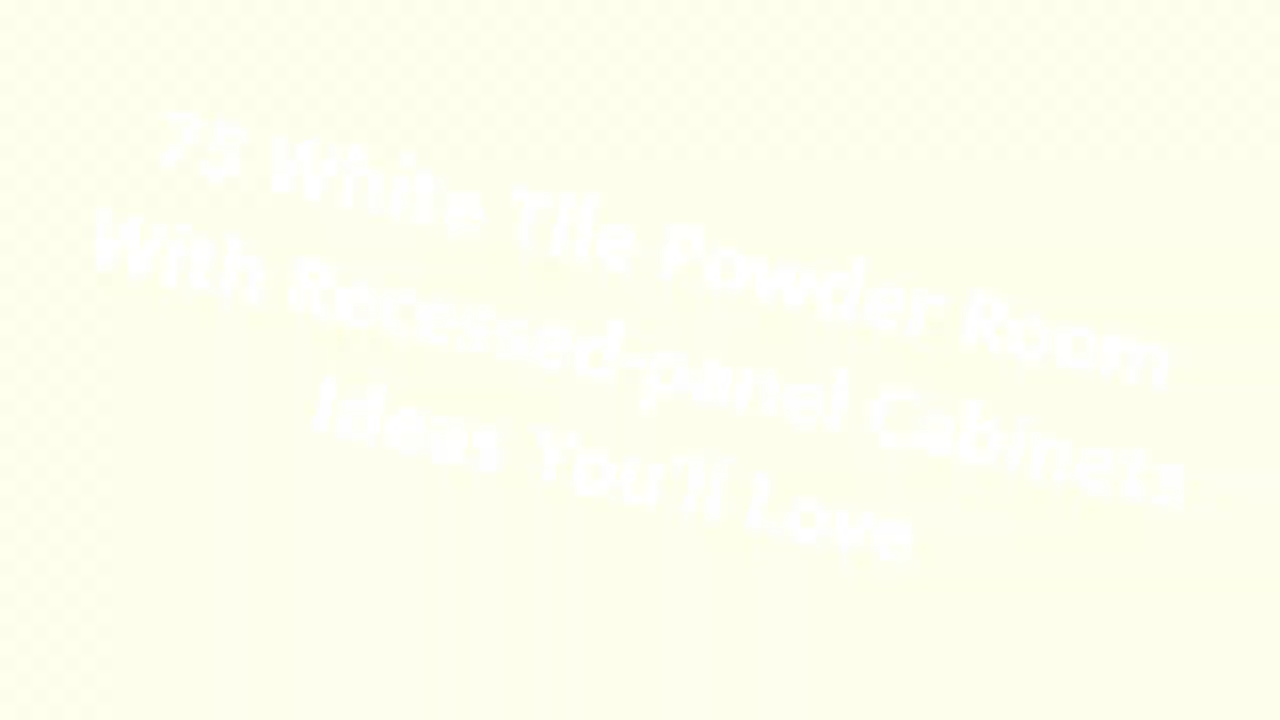 75 White Tile Powder Room
With Recessed-panel Cabinets
Ideas You'll Love